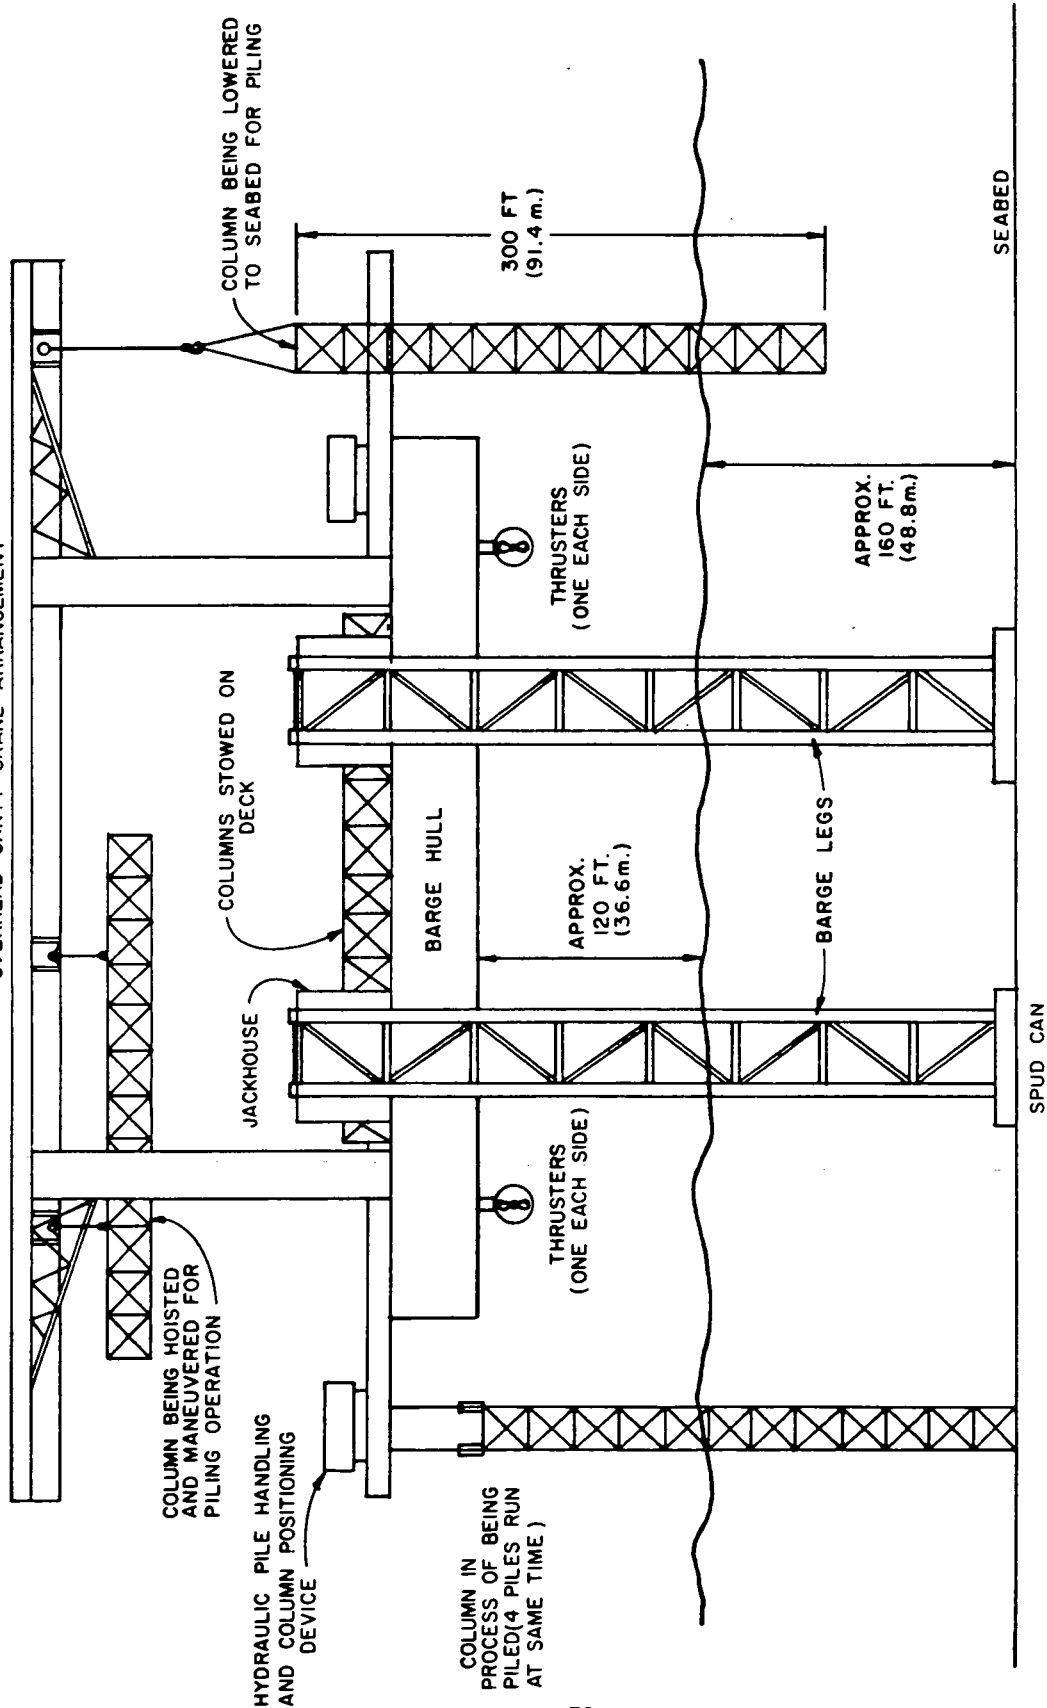 OVERHEAD CRANE ARRANGEMENT
COLUMN BEING HOISTED
AND MANEUVERED FOR
PILING OPERATION
COLUMN BEING LOWERED
TO SEABED FOR PILING
COLUMNS STOWED ON
DECK
JACKHOUSE
HYDRAULIC PILE HANDLING
AND COLUMN POSITIONING
DEVICE
BARGE HULL
300 FT
(91.4 m.)
COLUMN IN
PROCESS OF BEING
PILED(4 PILES RUN
AT SAME TIME)
THRUSTERS
(ONE EACH SIDE)
APPROX.
120 FT.
(36.6m.)
THRUSTERS
(ONE EACH SIDE)
BARGE LEGS
APPROX.
160 FT.
(48.8m.)
SEABED
SPUD CAN